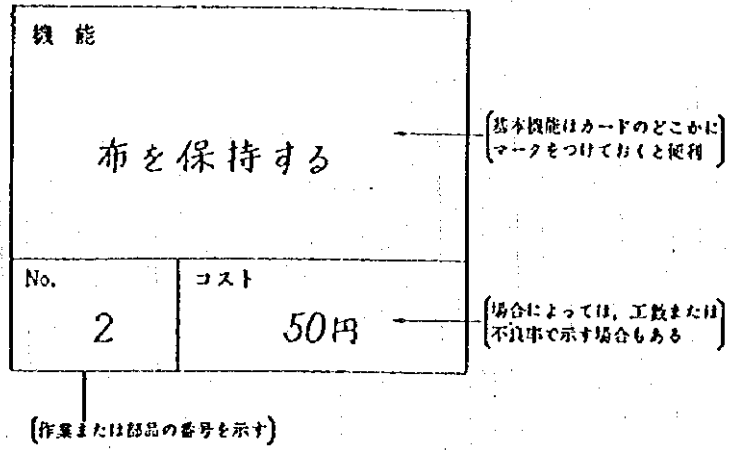 機能
布を保持する
基本機能はカードのどこかに
マークをつけておくと便利
No.
2
コスト
50円
場合によっては，工数または
不良率で示す場合もある
作業または部品の番号を示す